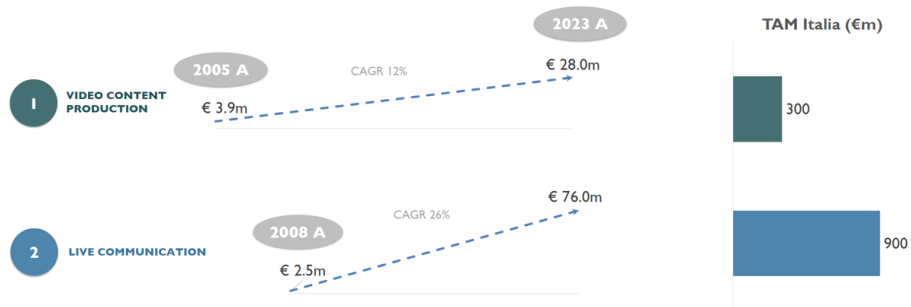 2023 A
TAM Italia (€m)
2005 A
CAGR 12%
€ 28.0m
1
VIDEO CONTENT
PRODUCTION
€ 3.9m
300
€ 76.0m
2008 A
CAGR 26%
2
LIVE COMMUNICATION
€ 2.5m
900